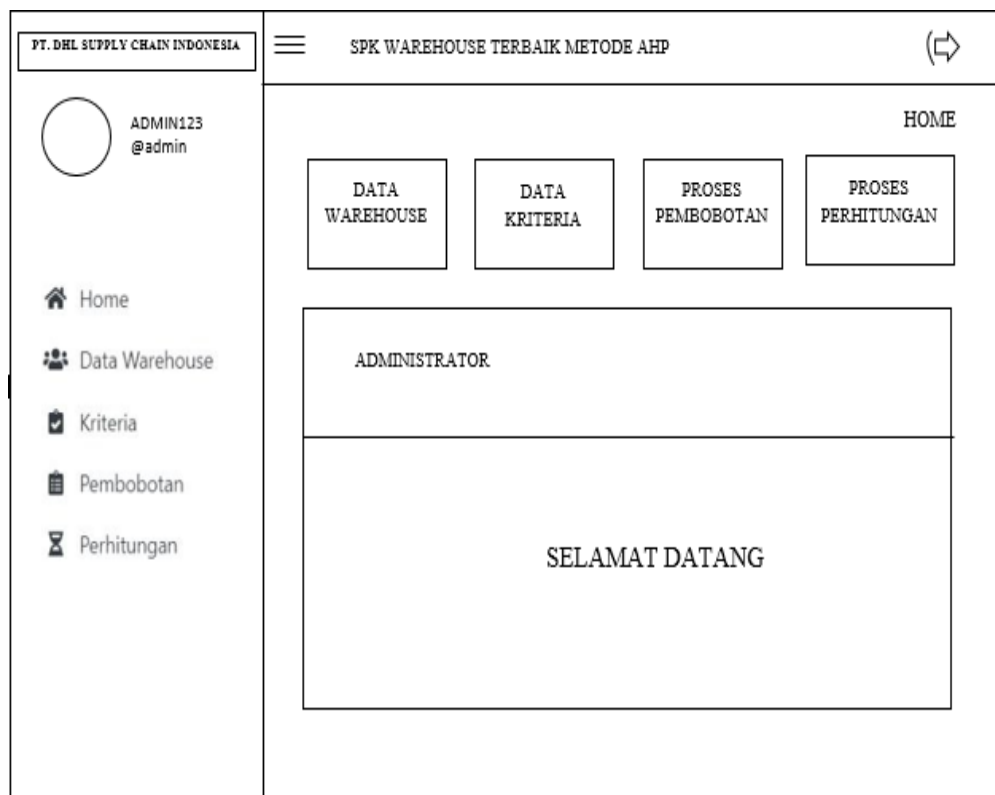 PT. DHL SUPPLY CHAIN INDONESIA
SPK WAREHOUSE TERBAIK METODE AHP
ADMIN123
@admin
Home
Data Warehouse
Kriteria
Pembobotan
Perhitungan
HOME
DATA
WAREHOUSE
DATA
KRITERIA
PROSES
PEMBOBOTAN
PROSES
PERHITUNGAN
ADMINISTRATOR
SELAMAT DATANG